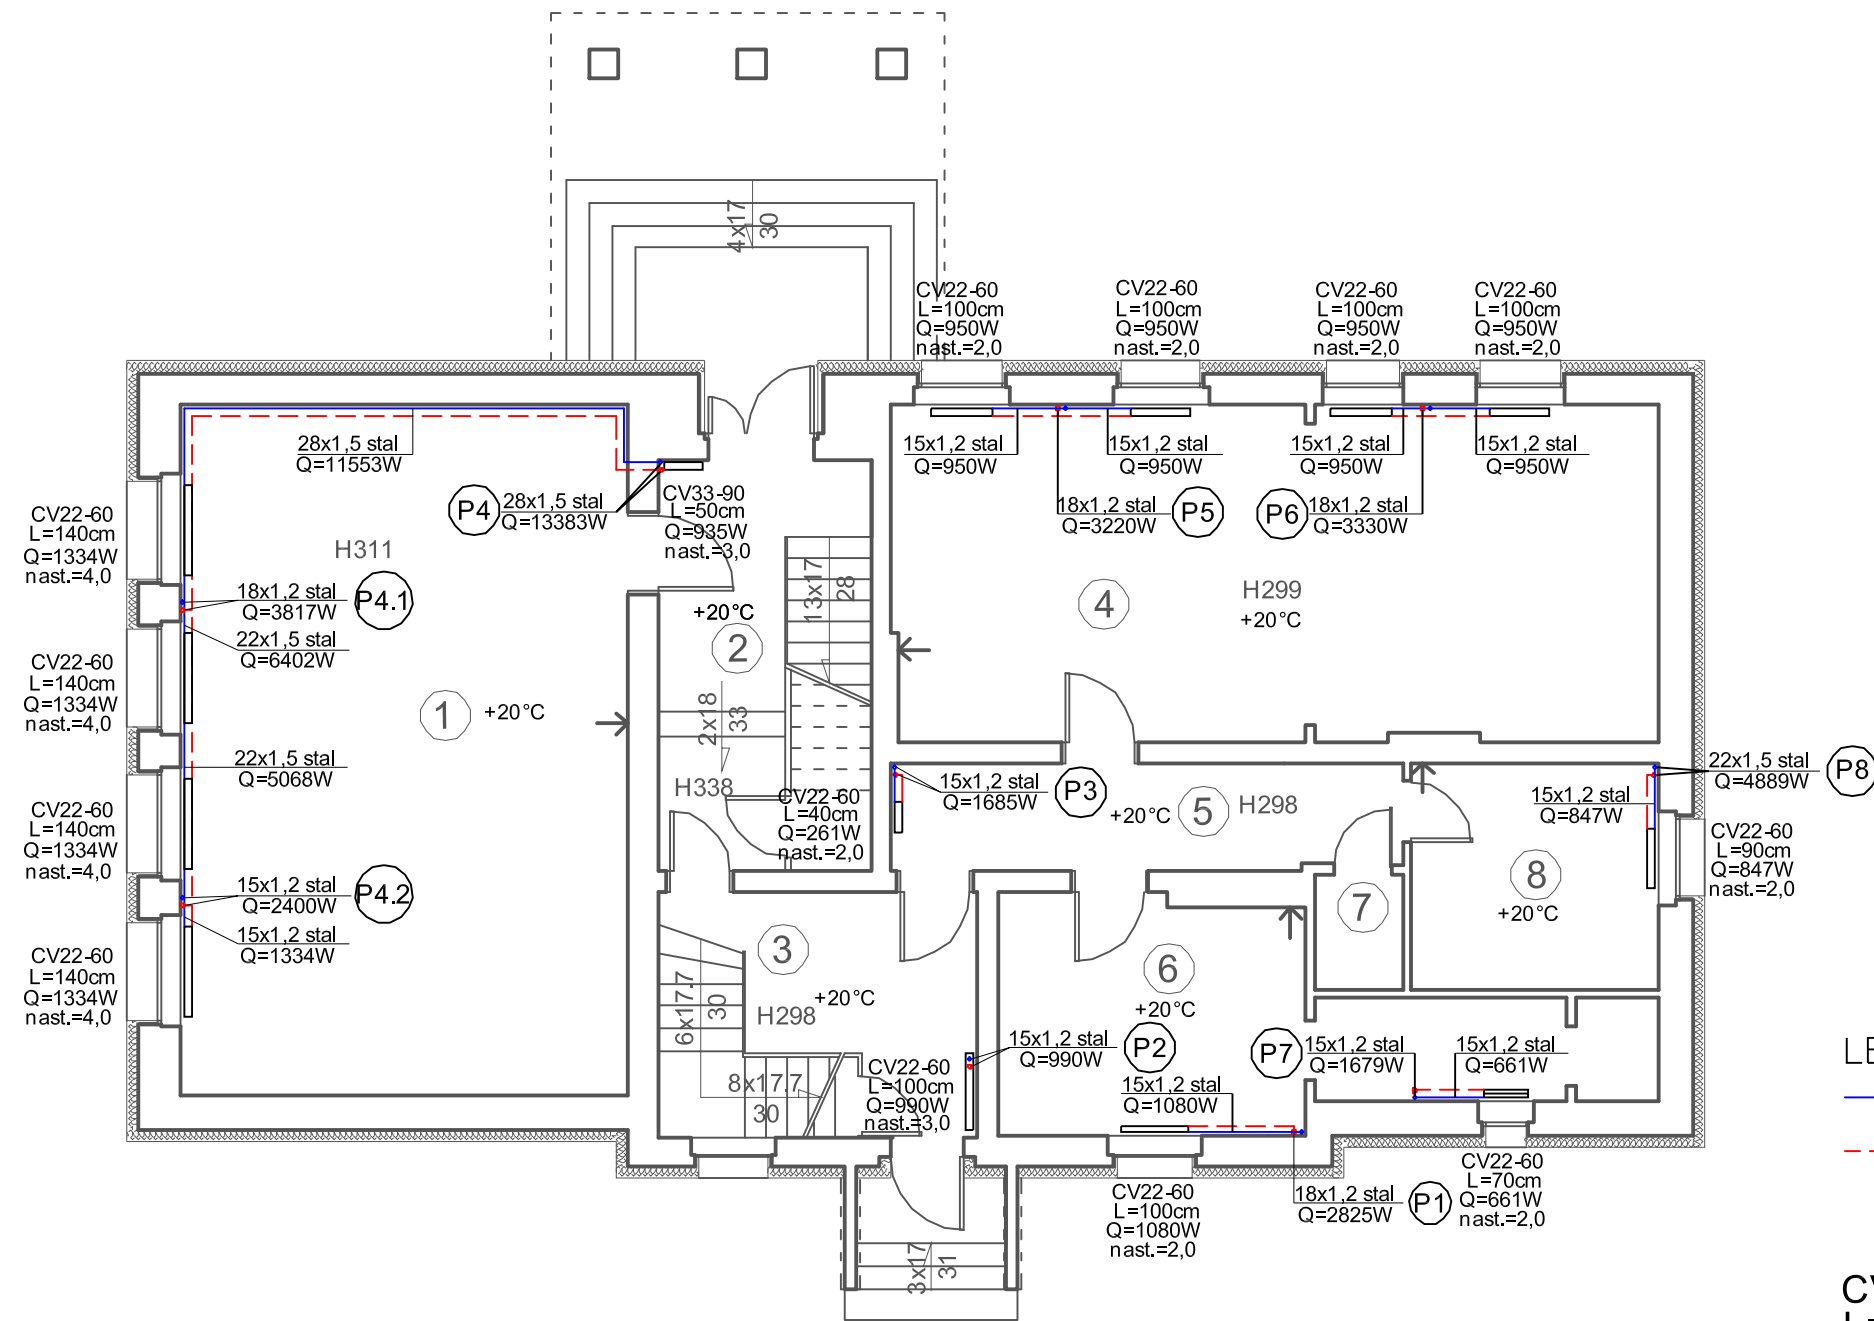 4x17
30
CV22-60
L=100cm
Q=950W
nast.=2,0
CV22-60
L=100cm
Q=950W
nast.=2,0
CV22-60
L=100cm
Q=950W
nast.=2,0
CV22-60
L=100cm
Q=950W
nast.=2,0
28x1,5 stal
Q=11553W
15x1,2 stal
Q=950W
15x1,2 stal
Q=950W
15x1,2 stal
Q=950W
15x1,2 stal
Q=950W
P4
28x1,5 stal
Q=13383W
CV33-90
L=50cm
Q=935W
nast.=3,0
18x1,2 stal
Q=3220W
P5
P6
18x1,2 stal
Q=3330W
CV22-60
L=140cm
Q=1334W
nast.=4,0
H311
13x17
28
18x1,2 stal
Q=3817W
P4.1
22x1,5 stal
Q=6402W
+20°C
2
4
H299
+20°C
CV22-60
L=140cm
Q=1334W
nast.=4,0
1
+20°C
2x18
33
22x1,5 stal
Q=5068W
H338
CV22-60
L=40cm
Q=261W
nast.=2,0
15x1,2 stal
Q=1685W
P3
+20°C
5
H298
15x1,2 stal
Q=847W
22x1,5 stal
Q=4889W
P8
CV22-60
L=140cm
Q=1334W
nast.=4,0
CV22-60
L=90cm
Q=847W
nast.=2,0
15x1,2 stal
Q=2400W
P4.2
15x1,2 stal
Q=1334W
7
8
+20°C
CV22-60
L=140cm
Q=1334W
nast.=4,0
3
+20°C
H298
6x17.7
30
8x17.7
30
6
+20°C
CV22-60
L=100cm
Q=990W
nast.=3,0
15x1,2 stal
Q=990W
P2
15x1,2 stal
Q=1080W
P7
15x1,2 stal
Q=1679W
15x1,2 stal
Q=661W
LE
CV22-60
L=100cm
Q=1080W
nast.=2,0
18x1,2 stal
Q=2825W
P1
CV22-60
L=70cm
Q=661W
nast.=2,0
3x17
31
CV